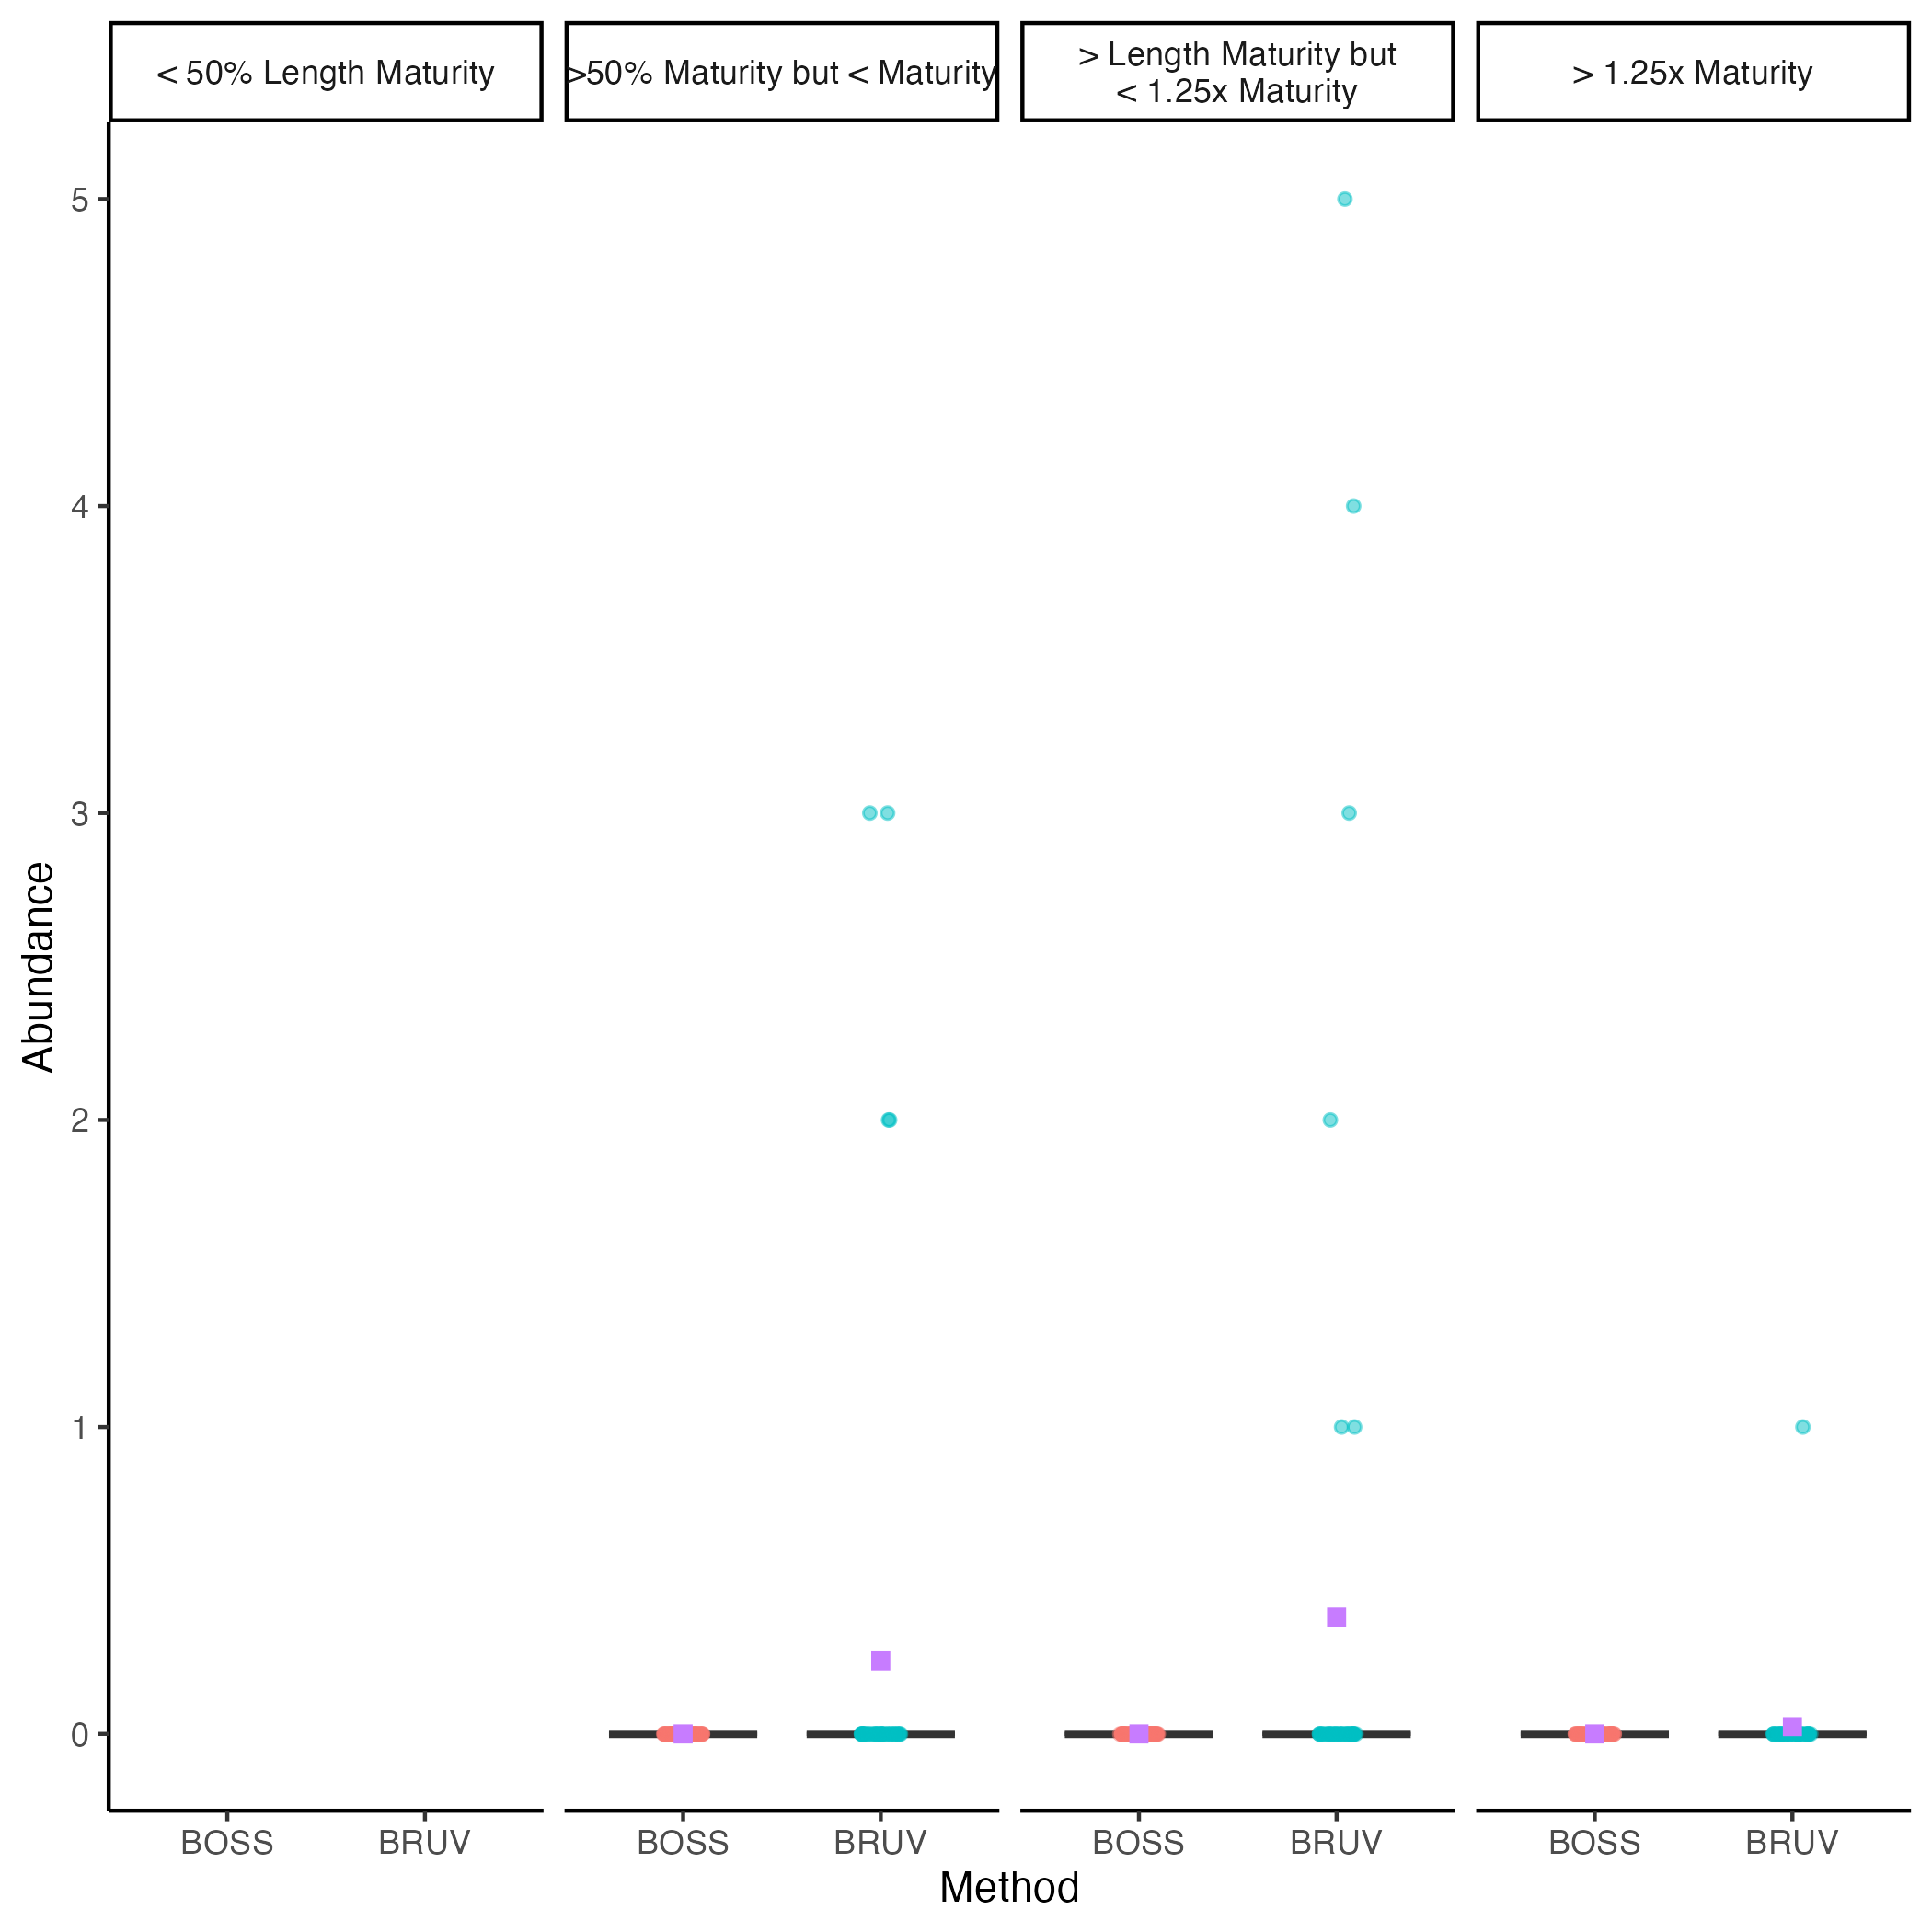 < 50% Length Maturity
>50% Maturity but < Maturity
> Length Maturity but
< 1.25x Maturity
> 1.25x Maturity
Abundance
5
4
3
2
1
0
BOSS BRUV
BOSS BRUV
BOSS BRUV
BOSS BRUV
Method